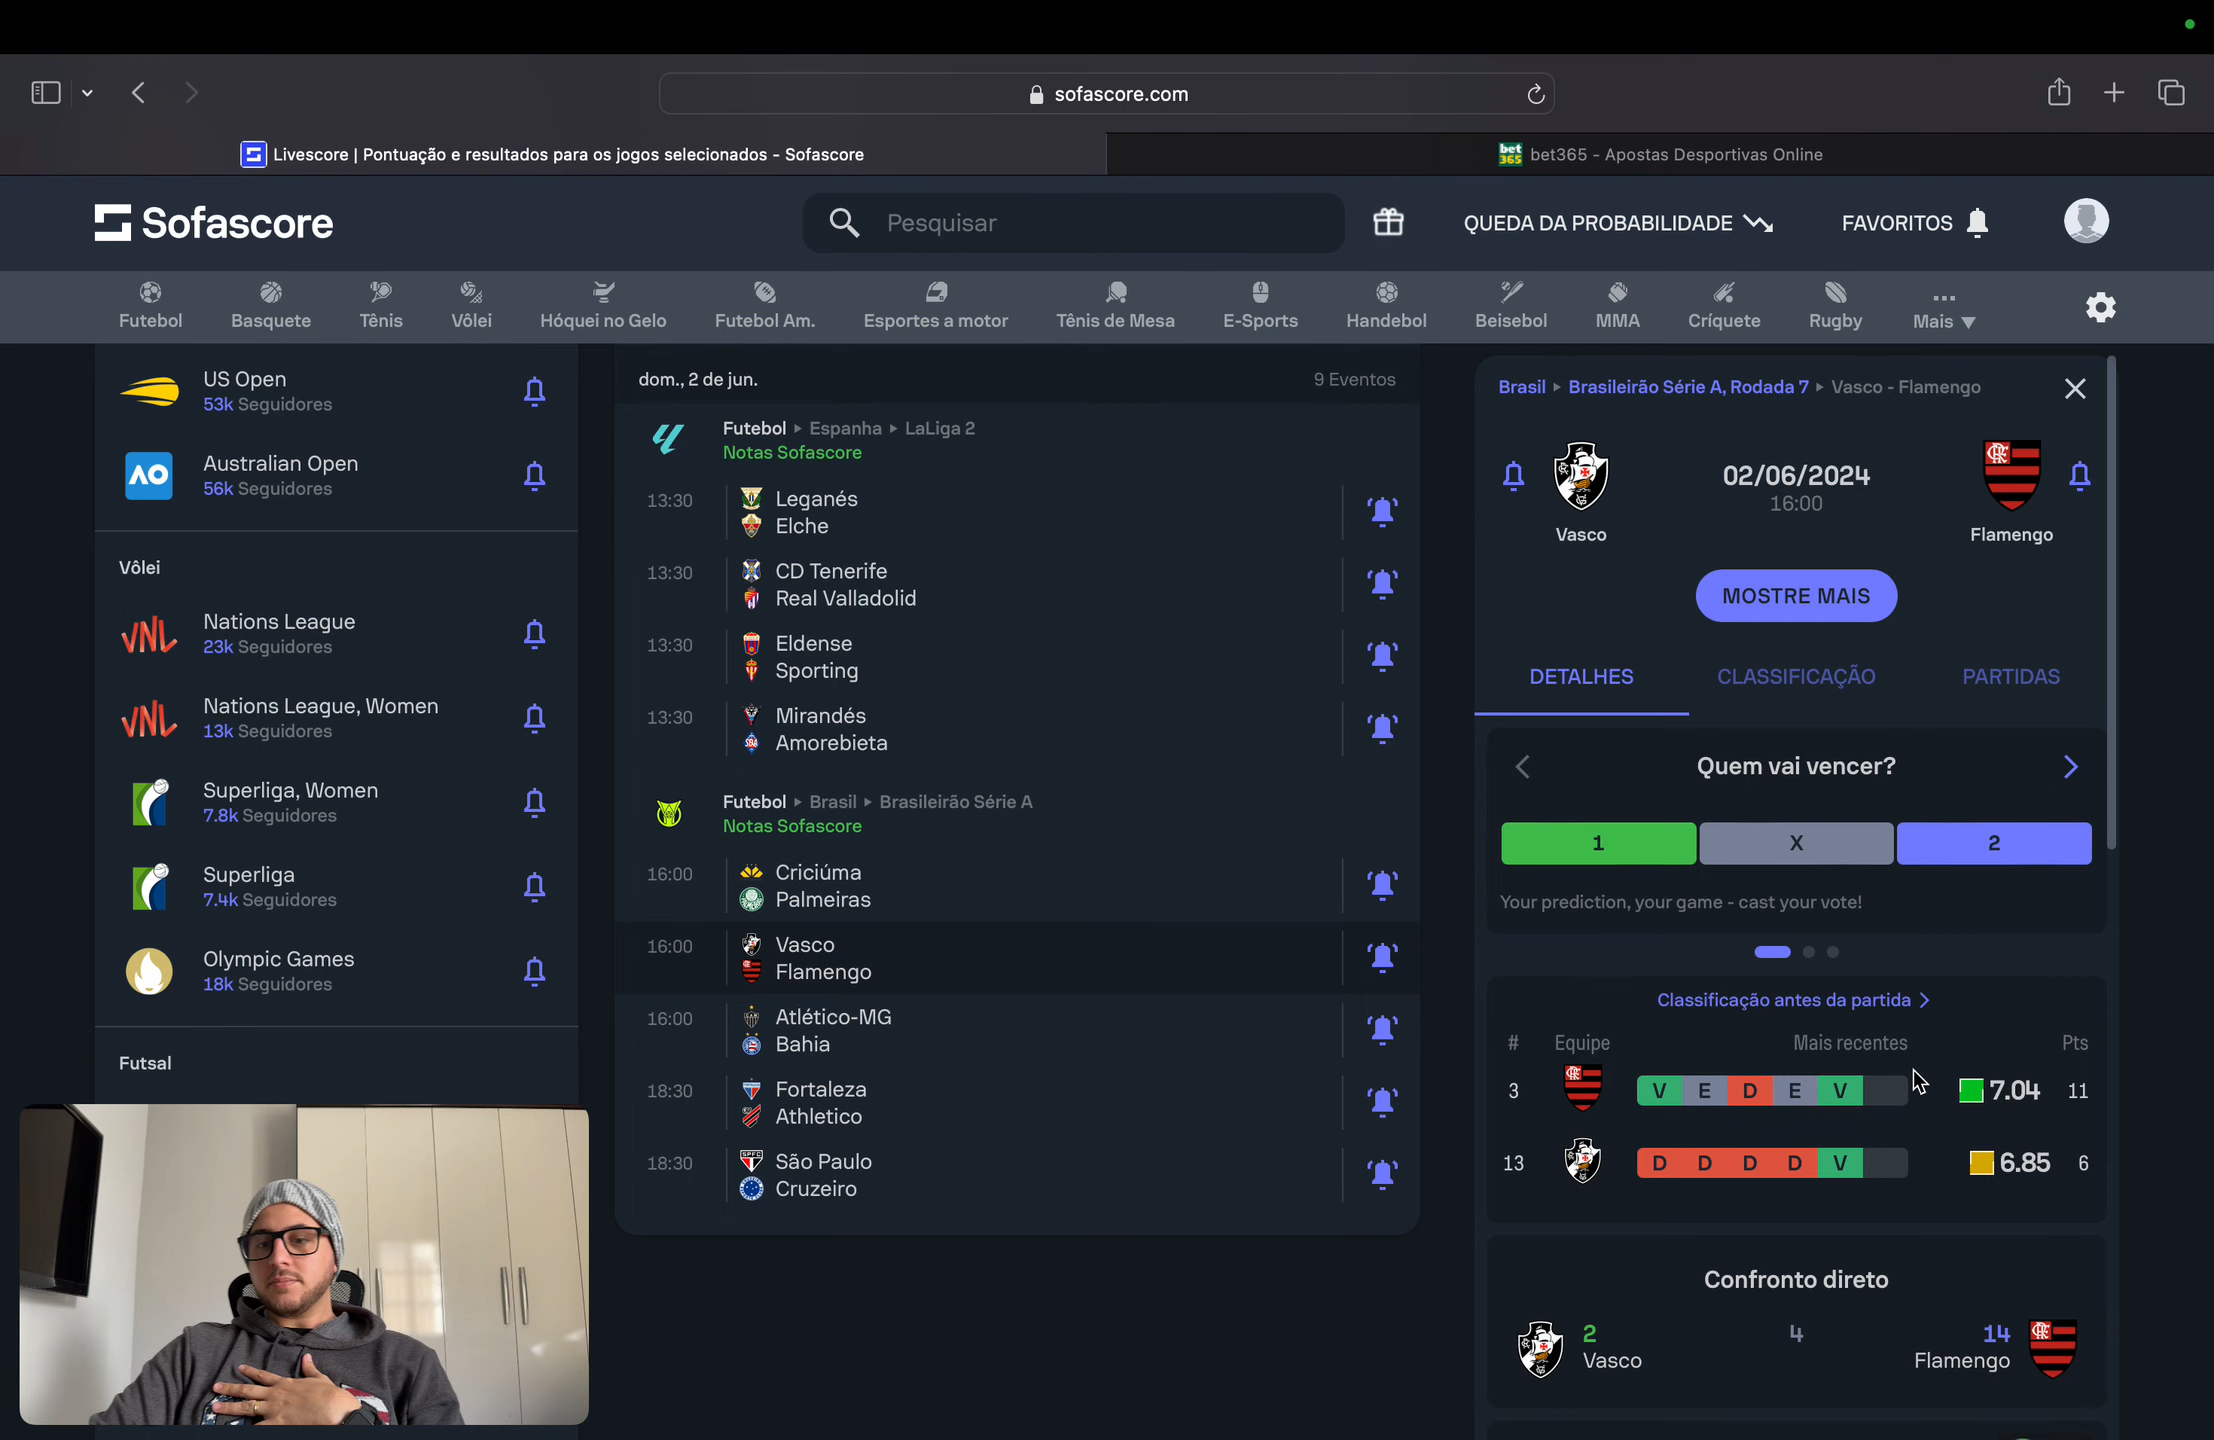 sofascore.com
Livescore | Pontuação e resultados para os jogos selecionados - Sofascore
bet365
bet365 - Apostas Desportivas Online
Sofascore
Pesquisar
QUEDA DA PROBABILIDADE
FAVORITOS
Futebol
Basquete
Tênis
Vôlei
Hóquei no Gelo
Futebol Am.
Esportes a motor
Tênis de Mesa
E-Sports
Handebol
Beisebol
MMA
Críquete
Rugby
Mais
US Open
53k Seguidores
AO
Australian Open
56k Seguidores
Vôlei
VNL
Nations League
23k Seguidores
VNL
Nations League, Women
13k Seguidores
Superliga, Women
7.8k Seguidores
Superliga
7.4k Seguidores
Olympic Games
18k Seguidores
Futsal
dom., 2 de jun.
9 Eventos
Futebol Espanha LaLiga 2
Notas Sofascore
13:30
Leganés
Elche
13:30
CD Tenerife
Real Valladolid
13:30
Eldense
Sporting
13:30
Mirandés
Amorebieta
Futebol Brasil Brasileirão Série A
Notas Sofascore
16:00
Criciúma
Palmeiras
16:00
Vasco
Flamengo
16:00
Atlético-MG
Bahia
18:30
Fortaleza
Athletico
18:30
São Paulo
Cruzeiro
Brasil Brasileirão Série A, Rodada 7 Vasco - Flamengo
Vasco
02/06/2024
16:00
Flamengo
MOSTRE MAIS
DETALHES
CLASSIFICAÇÃO
PARTIDAS
Quem vai vencer?
1
X
2
Your prediction, your game - cast your vote!
Classificação antes da partida
# Equipe Mais recentes Pts
3 V E D E V 7.04 11
13 D D D D V 6.85 6
Confronto direto
2 4 14
Vasco Flamengo